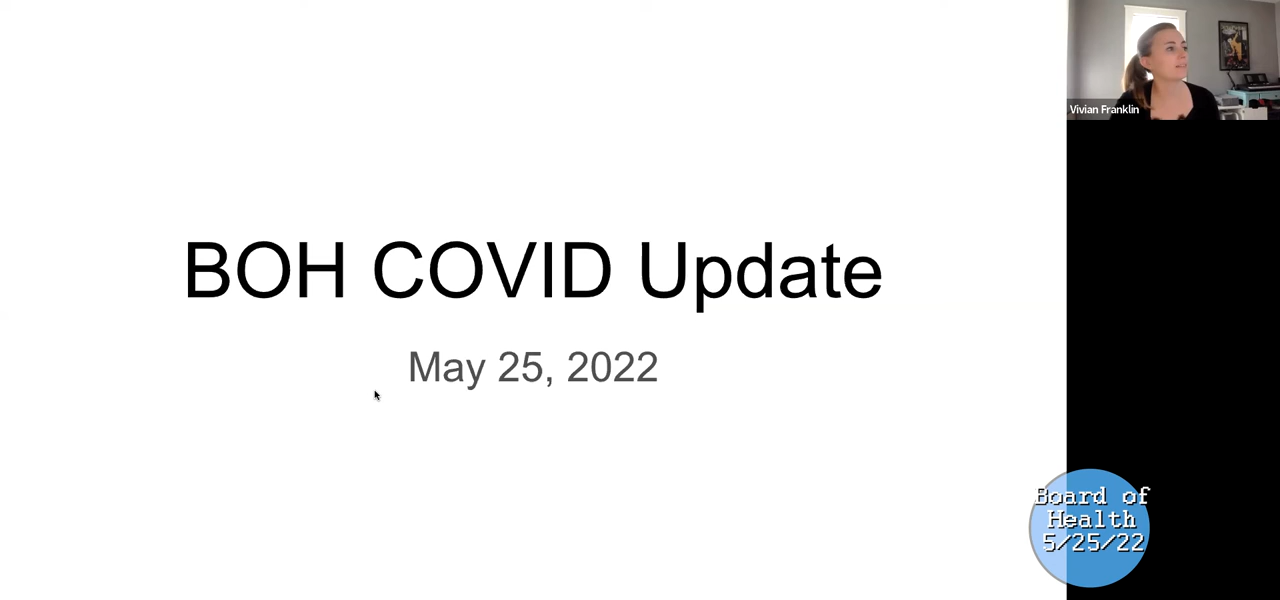 BOH COVID Update
May 25, 2022
Vivian Franklin
Board of
Health
5/25/22